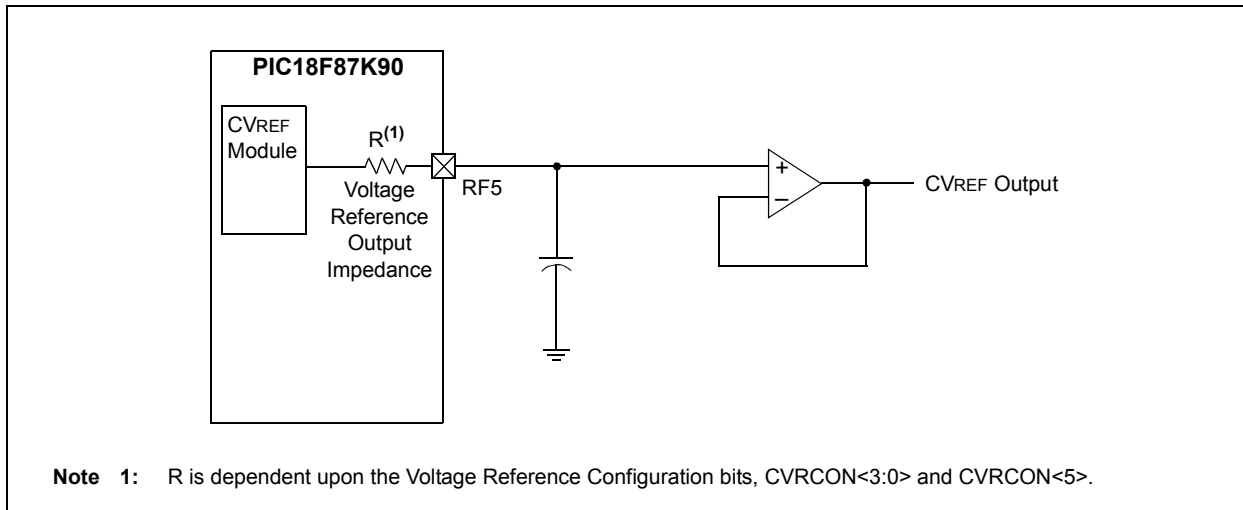 PIC18F87K90
CVREF
Module
R(1)
Voltage
Reference
Output
Impedance
RF5
+
–
CVREF Output
Note 1: R is dependent upon the Voltage Reference Configuration bits, CVRCON<3:0> and CVRCON<5>.